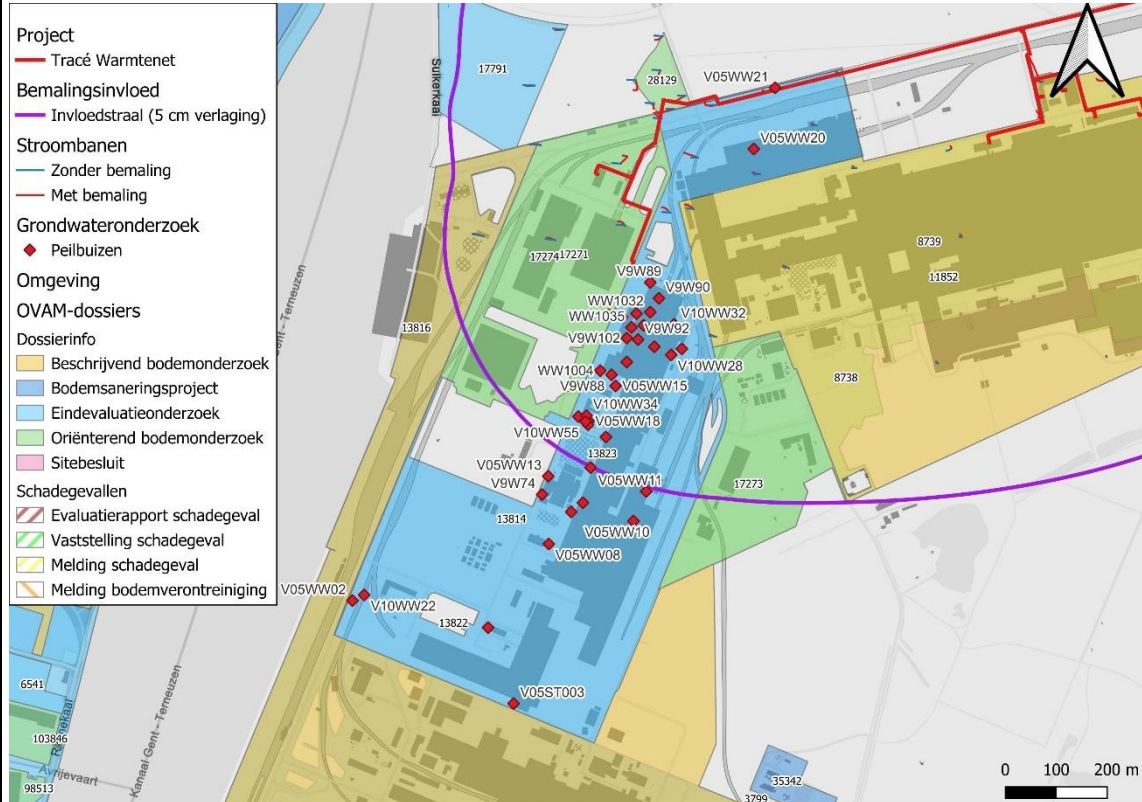 Project
Tracé Warmtenet
Bemalingsinvloed
Invloedstraal (5 cm verlaging)
Stroombanen
Zonder bemaling
Met bemaling
Grondwateronderzoek
Peilbuizen
Omgeving
OVAM-dossiers
Dossierinfo
Beschrijvend bodemonderzoek
Bodemsaneringsproject
Eindevaluatieonderzoek
Oriënterend bodemonderzoek
Sitebesluit
Schadegevallen
Evaluatierapport schadegeval
Vaststelling schadegeval
Melding schadegeval
Melding bodemverontreiniging
Suikerkaai
17791
28129
V05WW21
V05WW20
8739
11852
17274
17271
13816
V9W89
V9W90
WW1032
V10WW32
WW1035
V9W92
V9W102
V10WW28
WW1004
V9W88
V05WW15
8738
V10WW34
V05WW18
V10WW55
13823
V05WW13
V05WW11
V9W74
17273
13814
V05WW10
V05WW08
V05WW02
V10WW22
13822
V05ST003
6541
103846
98513
Avrijevaart
Kanaal Gent - Terneuzen
Gent - Terneuzen
35342
3799
0 100 200 m